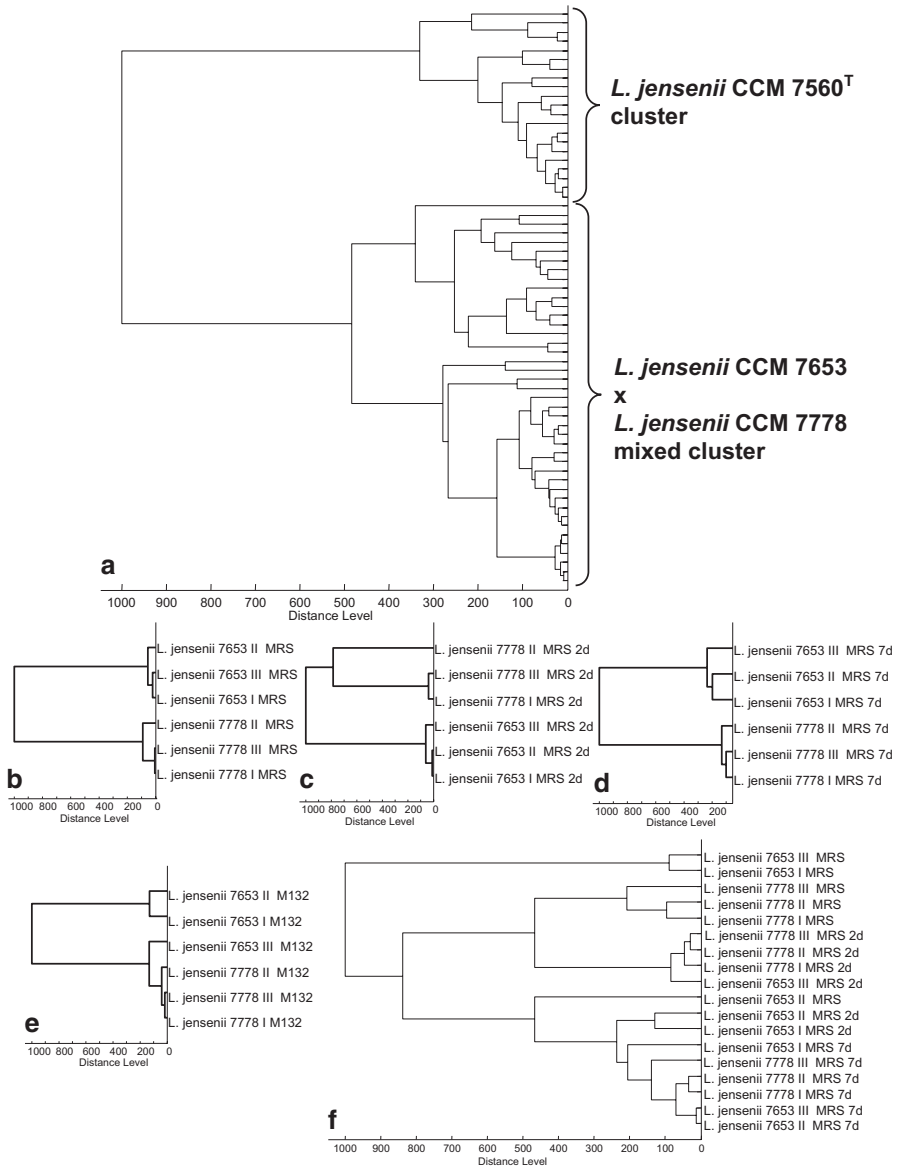 L. jensenii CCM 7560T
cluster
L. jensenii CCM 7653
x
L. jensenii CCM 7778
mixed cluster
a
1000 900 800 700 600 500 400 300 200 100 0
Distance Level
L. jensenii 7653 II MRS
L. jensenii 7653 III MRS
L. jensenii 7653 I MRS
L. jensenii 7778 II MRS
L. jensenii 7778 III MRS
L. jensenii 7778 I MRS
b
1000 800 600 400 200 0
Distance Level
L. jensenii 7778 II MRS 2d
L. jensenii 7778 III MRS 2d
L. jensenii 7778 I MRS 2d
L. jensenii 7653 III MRS 2d
L. jensenii 7653 II MRS 2d
L. jensenii 7653 I MRS 2d
c
1000 800 600 400 200 0
Distance Level
L. jensenii 7653 III MRS 7d
L. jensenii 7653 II MRS 7d
L. jensenii 7653 I MRS 7d
L. jensenii 7778 II MRS 7d
L. jensenii 7778 III MRS 7d
L. jensenii 7778 I MRS 7d
d
1000 800 600 400 200
Distance Level
L. jensenii 7653 II M132
L. jensenii 7653 I M132
L. jensenii 7653 III M132
L. jensenii 7778 II M132
L. jensenii 7778 III M132
L. jensenii 7778 I M132
e
1000 800 600 400 200 0
Distance Level
L. jensenii 7653 III MRS
L. jensenii 7653 I MRS
L. jensenii 7778 III MRS
L. jensenii 7778 II MRS
L. jensenii 7778 I MRS
L. jensenii 7778 III MRS 2d
L. jensenii 7778 II MRS 2d
L. jensenii 7778 I MRS 2d
L. jensenii 7653 III MRS 2d
L. jensenii 7653 II MRS
L. jensenii 7653 II MRS 2d
L. jensenii 7653 I MRS 2d
L. jensenii 7653 I MRS 7d
L. jensenii 7778 III MRS 7d
L. jensenii 7778 II MRS 7d
L. jensenii 7778 I MRS 7d
L. jensenii 7653 III MRS 7d
L. jensenii 7653 II MRS 7d
f
1000 900 800 700 600 500 400 300 200 100 0
Distance Level